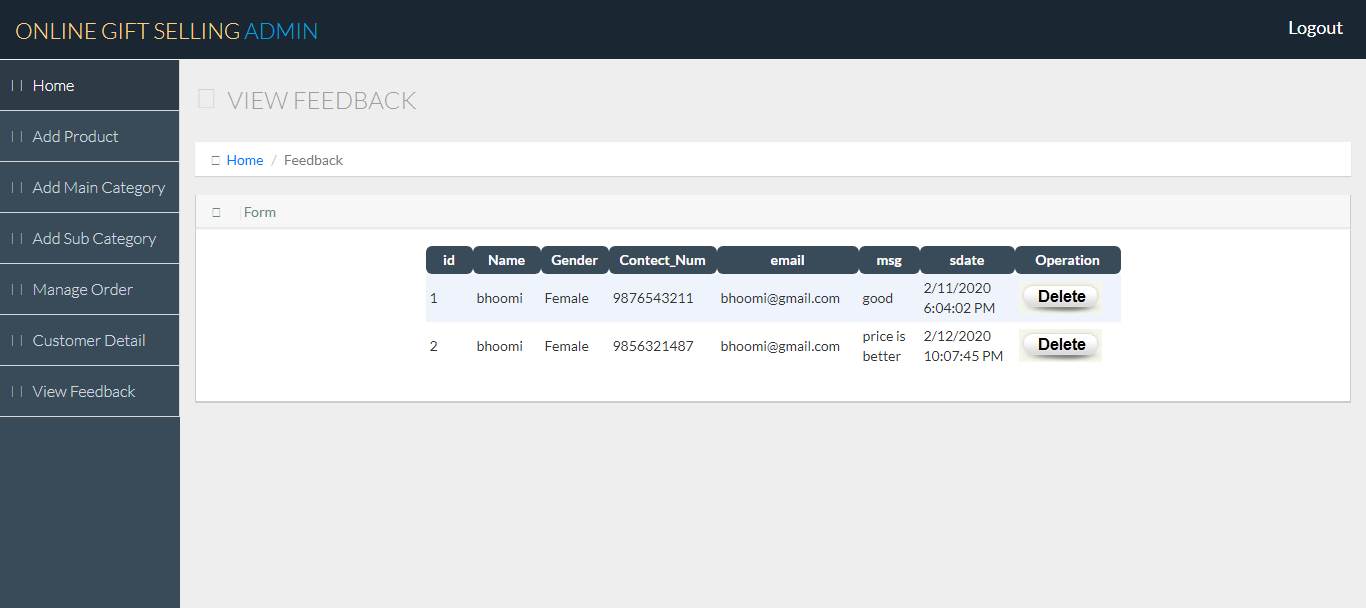 ONLINE GIFT SELLING ADMIN
Logout
Home
Add Product
Add Main Category
Add Sub Category
Manage Order
Customer Detail
View Feedback
VIEW FEEDBACK
Home / Feedback
Form
id Name Gender Contect_Num email msg sdate Operation
1 bhoomi Female 9876543211 bhoomi@gmail.com good 2/11/2020
6:04:02 PM Delete
2 bhoomi Female 9856321487 bhoomi@gmail.com price is
better 2/12/2020
10:07:45 PM Delete